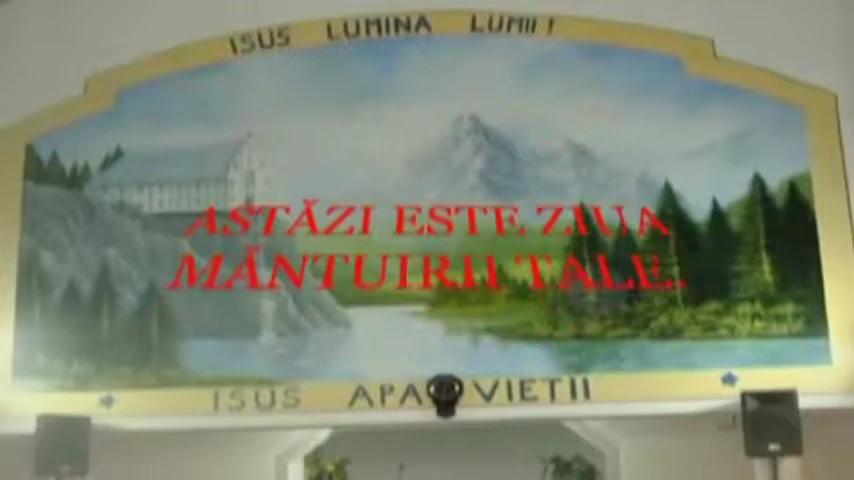 ISUS LUMINA LUMII!
ASTĂZI ESTE ZIUA
MÂNTUIRII TALE..
ISUS APA VIEȚII